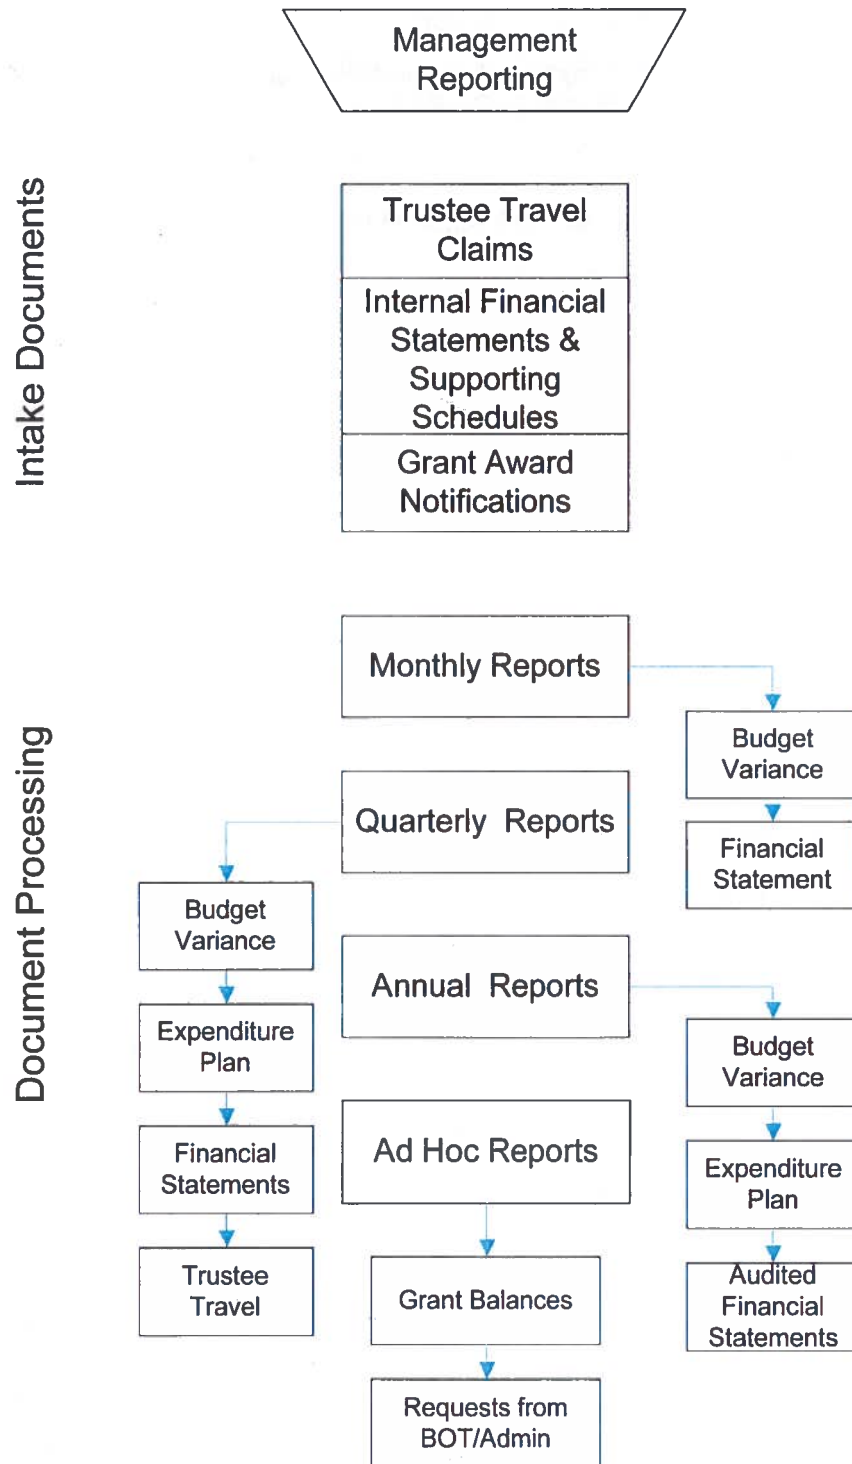 Management
Reporting
Intake Documents
Trustee Travel
Claims
Internal Financial
Statements &
Supporting
Schedules
Grant Award
Notifications
Document Processing
Monthly Reports
Budget
Variance
Financial
Statement
Quarterly Reports
Budget
Variance
Expenditure
Plan
Financial
Statements
Trustee
Travel
Annual Reports
Budget
Variance
Expenditure
Plan
Audited
Financial
Statements
Ad Hoc Reports
Grant Balances
Requests from
BOT/Admin